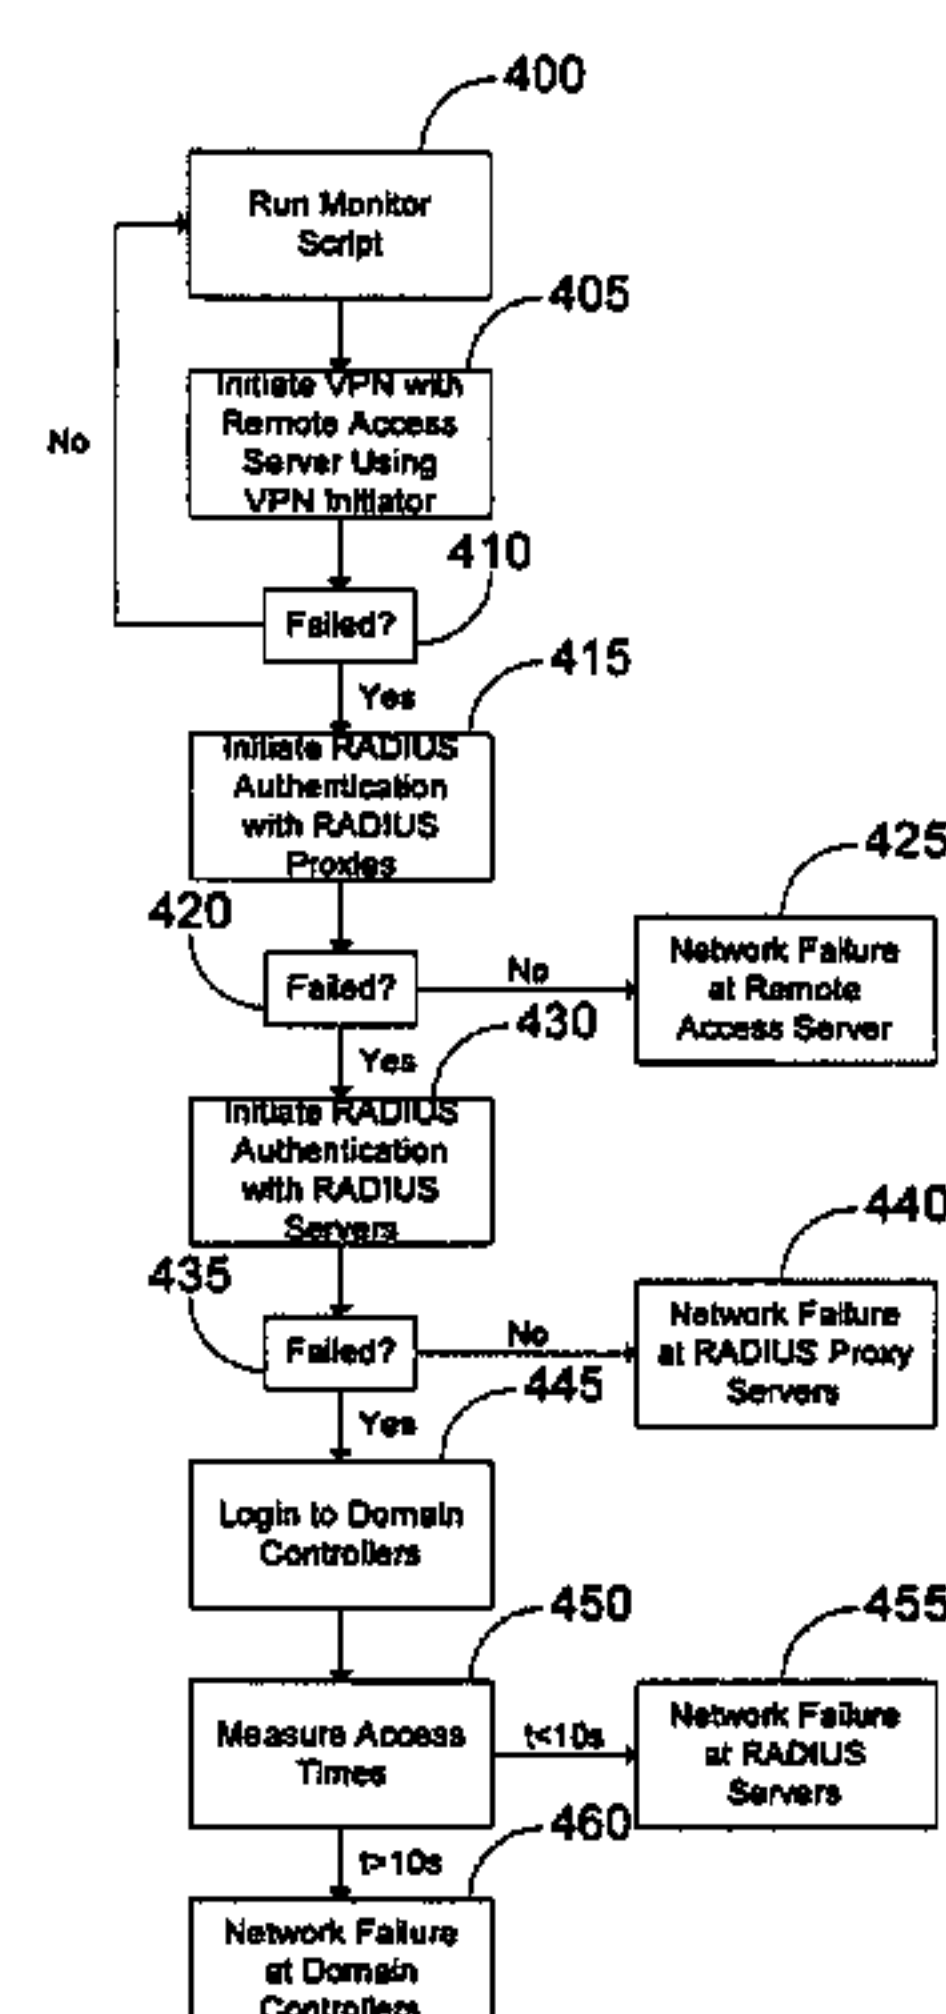 400
Run Monitor
Script
405
Initiate VPN with
Remote Access
Server Using
VPN Initiator
No
410
Failed?
415
Yes
Initiate RADIUS
Authentication
with RADIUS
Proxies
425
420
Failed?
No
Network Failure
at Remote
Access Server
430
Yes
Initiate RADIUS
Authentication
with RADIUS
Servers
440
435
Failed?
No
Network Failure
at RADIUS Proxy
Servers
445
Yes
Login to Domain
Controllers
450
455
Measure Access
Times
t<10s
Network Failure
at RADIUS
Servers
460
t>10s
Network Failure
at Domain
Controllers